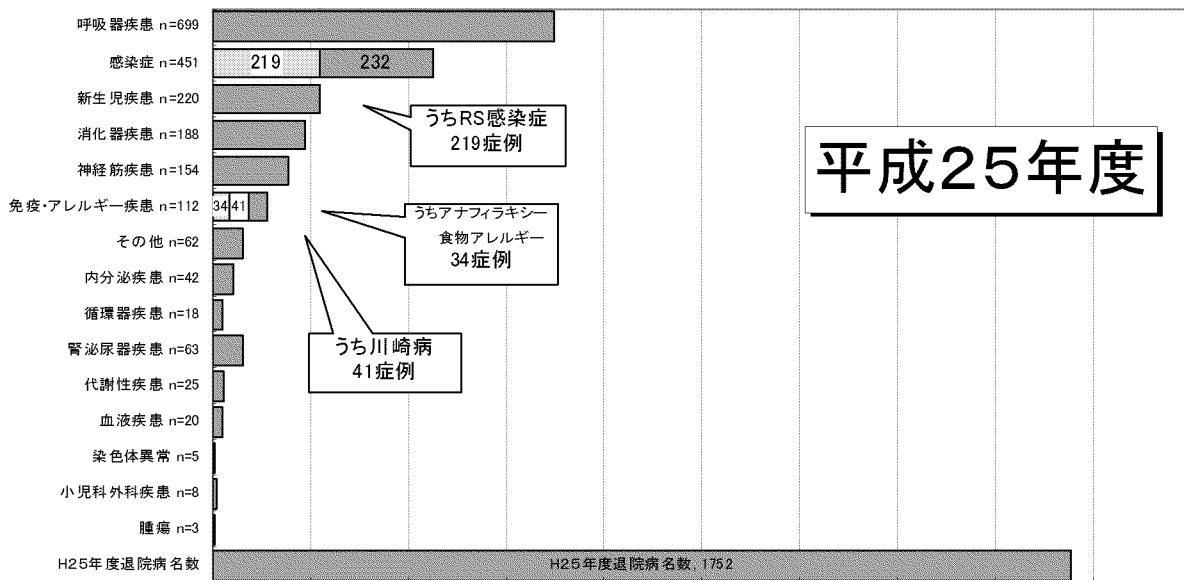 呼吸器疾患 n=699
感染症 n=451
219
232
新生児疾患 n=220
うちRS感染症
219症例
消化器疾患 n=188
平成25年度
神経筋疾患 n=154
免疫・アレルギー疾患 n=112
34
41
うちアナフィラキシー
食物アレルギー
34症例
その他 n=62
内分泌疾患 n=42
循環器疾患 n=18
腎泌尿器疾患 n=63
うち川崎病
41症例
代謝性疾患 n=25
血液疾患 n=20
染色体異常 n=5
小児科外科疾患 n=8
腫瘍 n=3
H25年度退院病名数
H25年度退院病名数, 1752